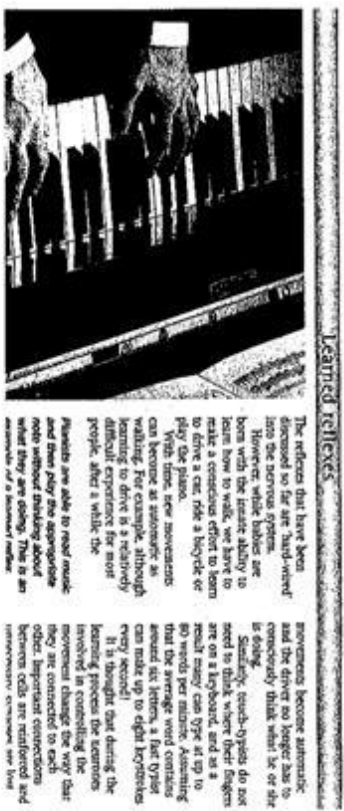 Learned reflexes
The reflexes that have been
discussed so far are 'hard-wired'
into the nervous system.
However, while babies are
born with the innate ability to
learn how to walk, we have to
make a conscious effort to learn
to drive a car, ride a bicycle or
play the piano.
With time, new movements
can become as automatic as
walking. For example, although
learning to drive is a relatively
difficult experience for most
people, after a while the
Pianists are able to read music
and then play the appropriate
note without thinking about
what they are doing. This is an
example of a learned reflex.
movements become automatic
and the driver no longer has to
consciously think what he or she
is doing.
Similarly, touch-typists do not
need to think where their fingers
are on a keyboard, and as a
result many can type at up to
80 words per minute. Assuming
that the average word contains
around six letters, a fast typist
can make up to eight keystrokes
every second!
It is thought that during the
learning process the neurones
involved in controlling the
movement change the way that
they are connected to each
other. Important connections
between cells are reinforced and